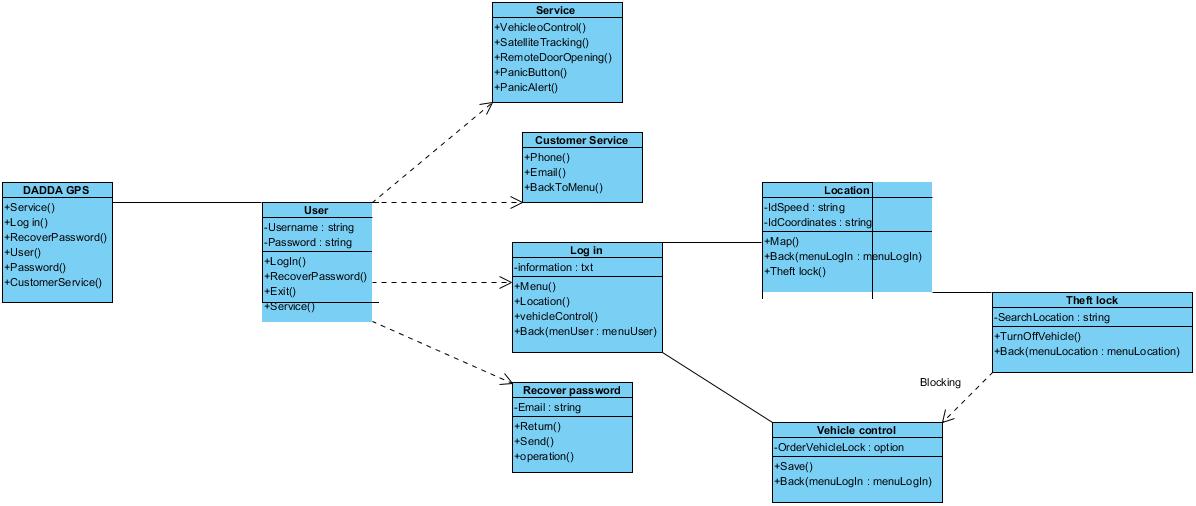 Service
+VehicleoControl()
+SatelliteTracking()
+RemoteDoorOpening()
+PanicButton()
+PanicAlert()
Customer Service
+Phone()
+Email()
+BackToMenu()
DADDA GPS
+Service()
+Log in()
+RecoverPassword()
+User()
+Password()
+CustomerService()
User
-Username : string
-Password : string
+LogIn()
+RecoverPassword()
+Exit()
+Service()
Log in
-information : txt
+Menu()
+Location()
+vehicleControl()
+Back(menUser : menuUser)
Location
-IdSpeed : string
-IdCoordinates : string
+Map()
+Back(menuLogIn : menuLogIn)
+Theft lock()
Theft lock
-SearchLocation : string
+TurnOffVehicle()
+Back(menuLocation : menuLocation)
Blocking
Recover password
-Email : string
+Return()
+Send()
+operation()
Vehicle control
-OrderVehicleLock : option
+Save()
+Back(menuLogIn : menuLogIn)